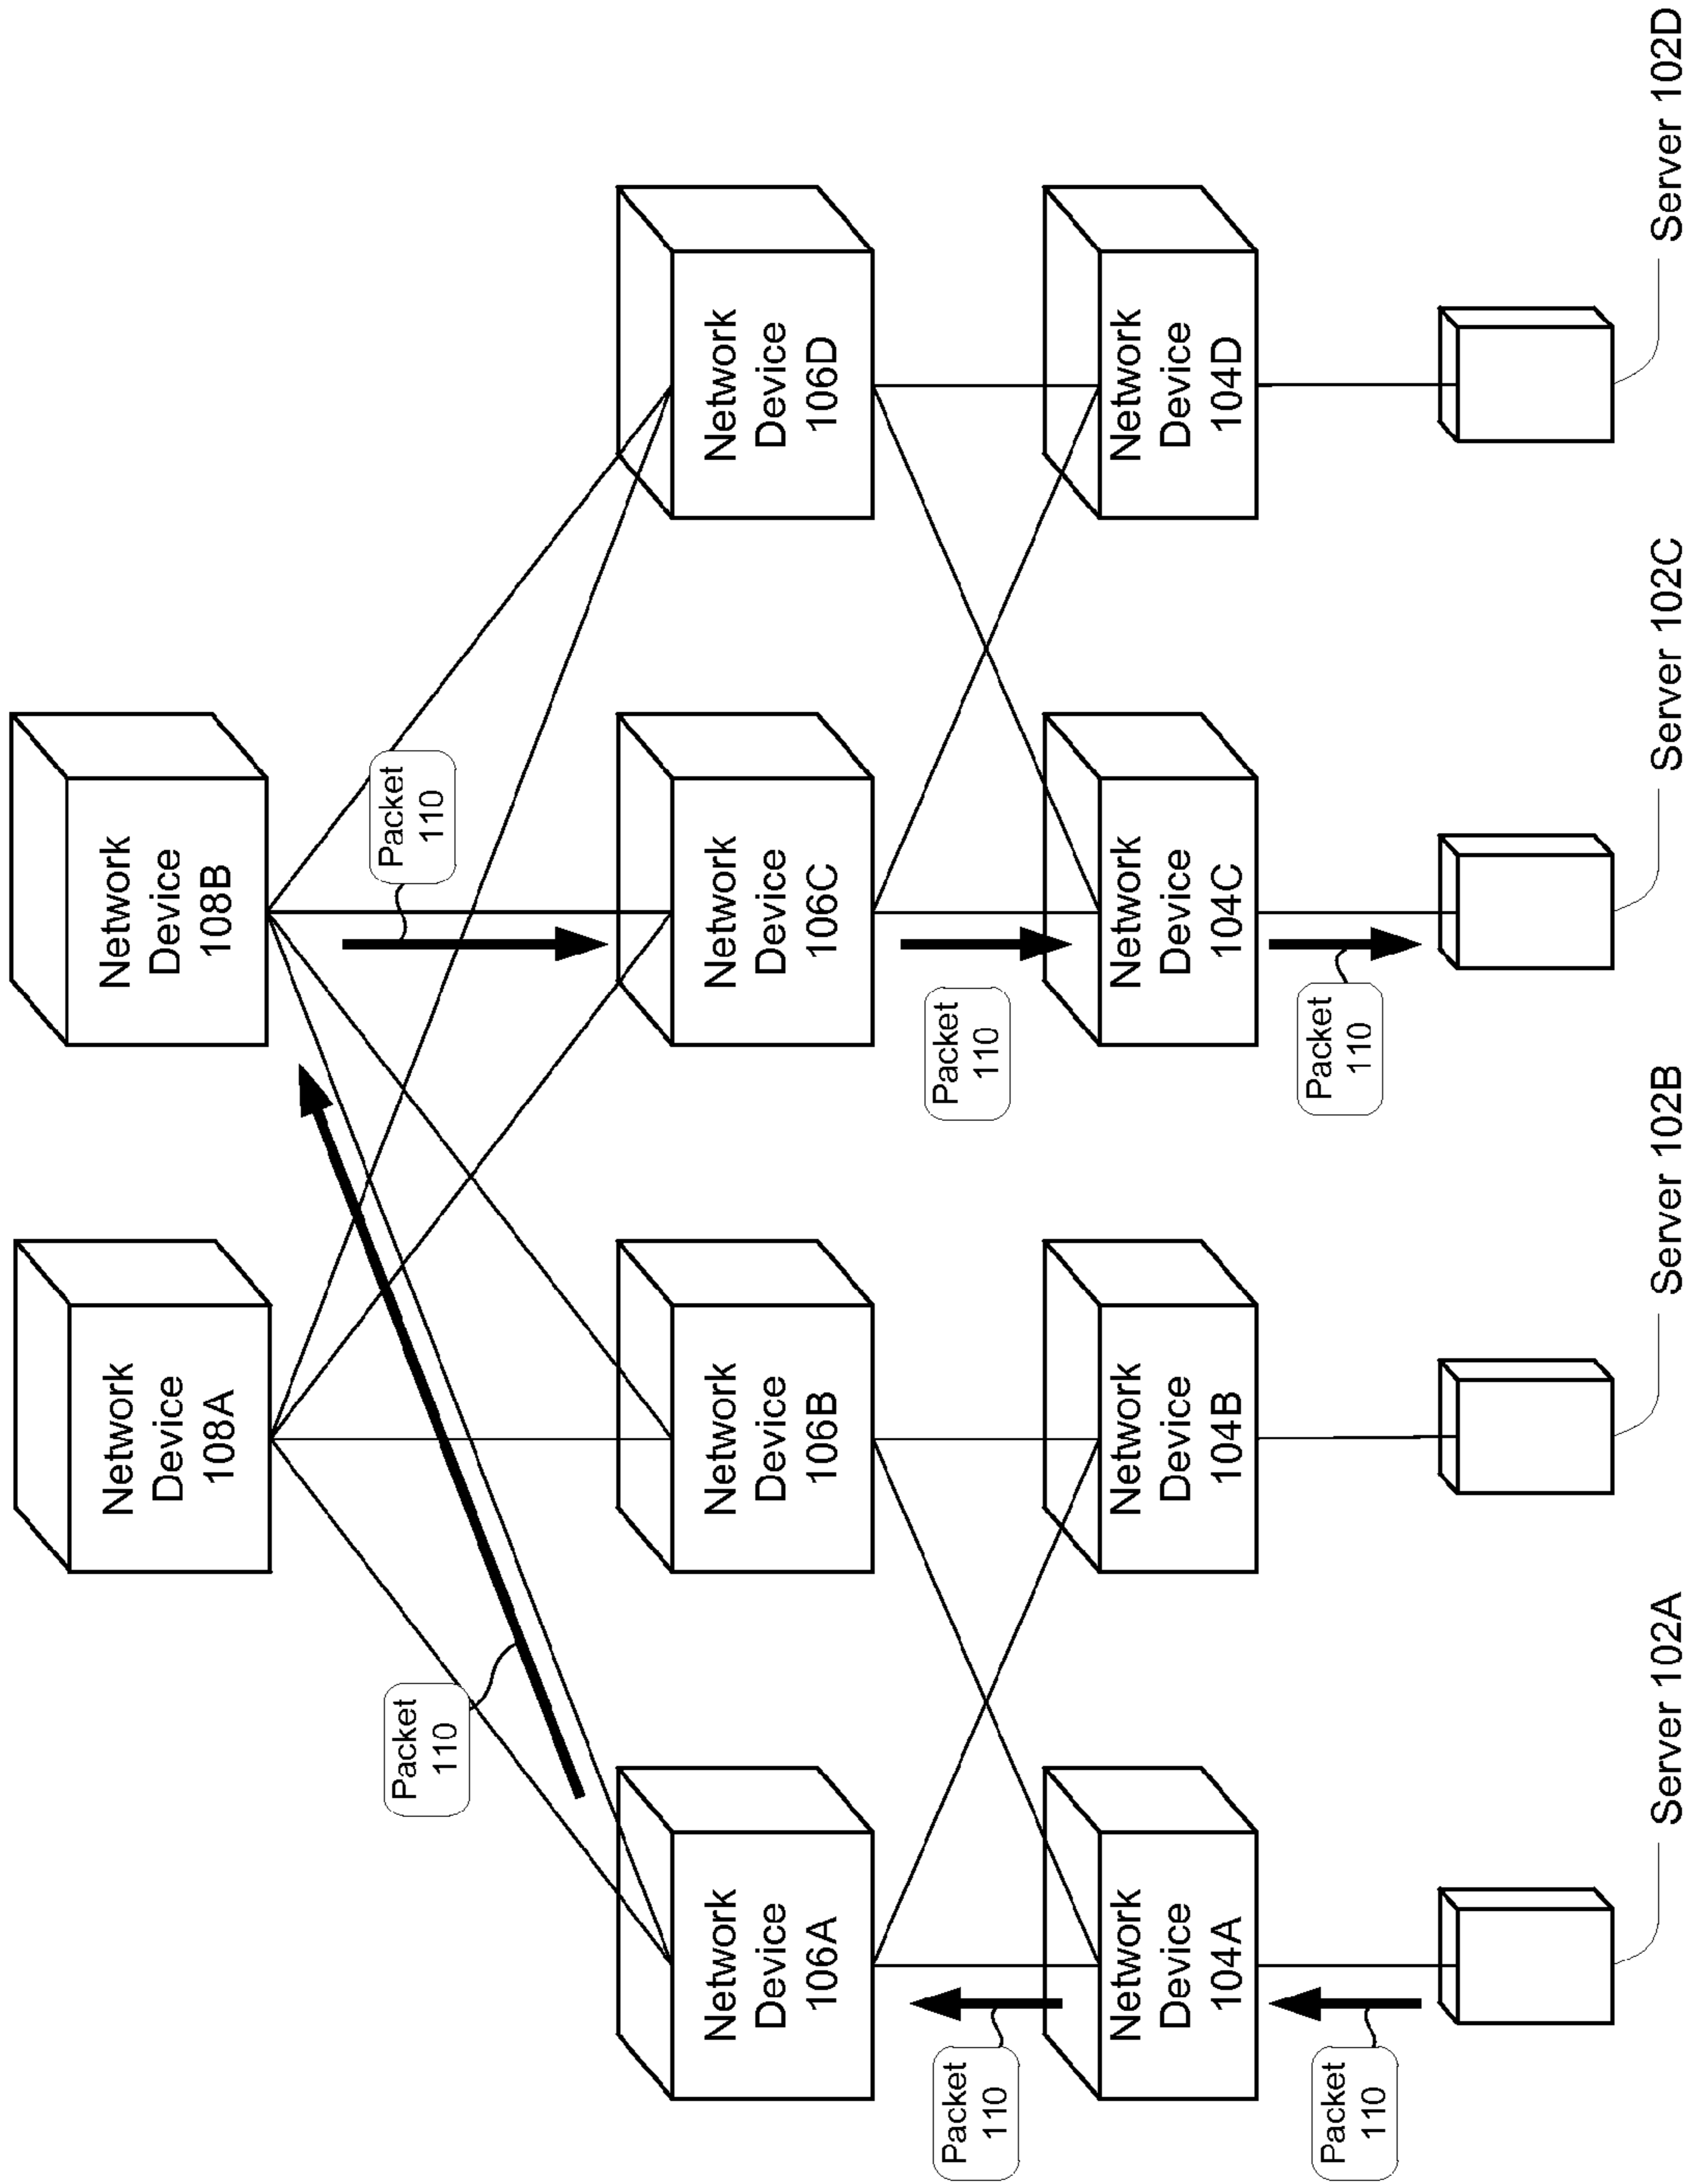 Network
Device
108A
Network
Device
108B
Packet
110
Packet
110
Network
Device
106A
Network
Device
106B
Network
Device
106C
Network
Device
106D
Packet
110
Packet
110
Network
Device
104A
Network
Device
104B
Network
Device
104C
Network
Device
104D
Packet
110
Packet
110
Server 102A
Server 102B
Server 102C
Server 102D